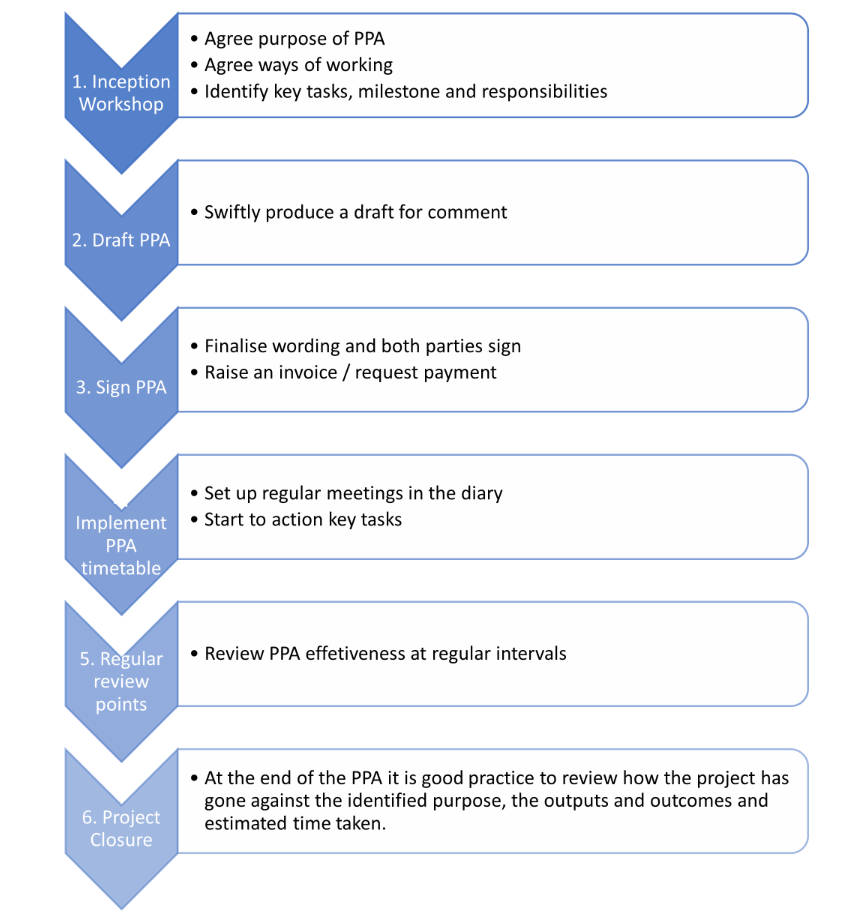 1. Inception
Workshop
• Agree purpose of PPA
• Agree ways of working
• Identify key tasks, milestone and responsibilities
2. Draft PPA
• Swiftly produce a draft for comment
3. Sign PPA
• Finalise wording and both parties sign
• Raise an invoice / request payment
Implement
PPA
timetable
• Set up regular meetings in the diary
• Start to action key tasks
5. Regular
review
points
• Review PPA effetiveness at regular intervals
6. Project
Closure
• At the end of the PPA it is good practice to review how the project has
gone against the identified purpose, the outputs and outcomes and
estimated time taken.